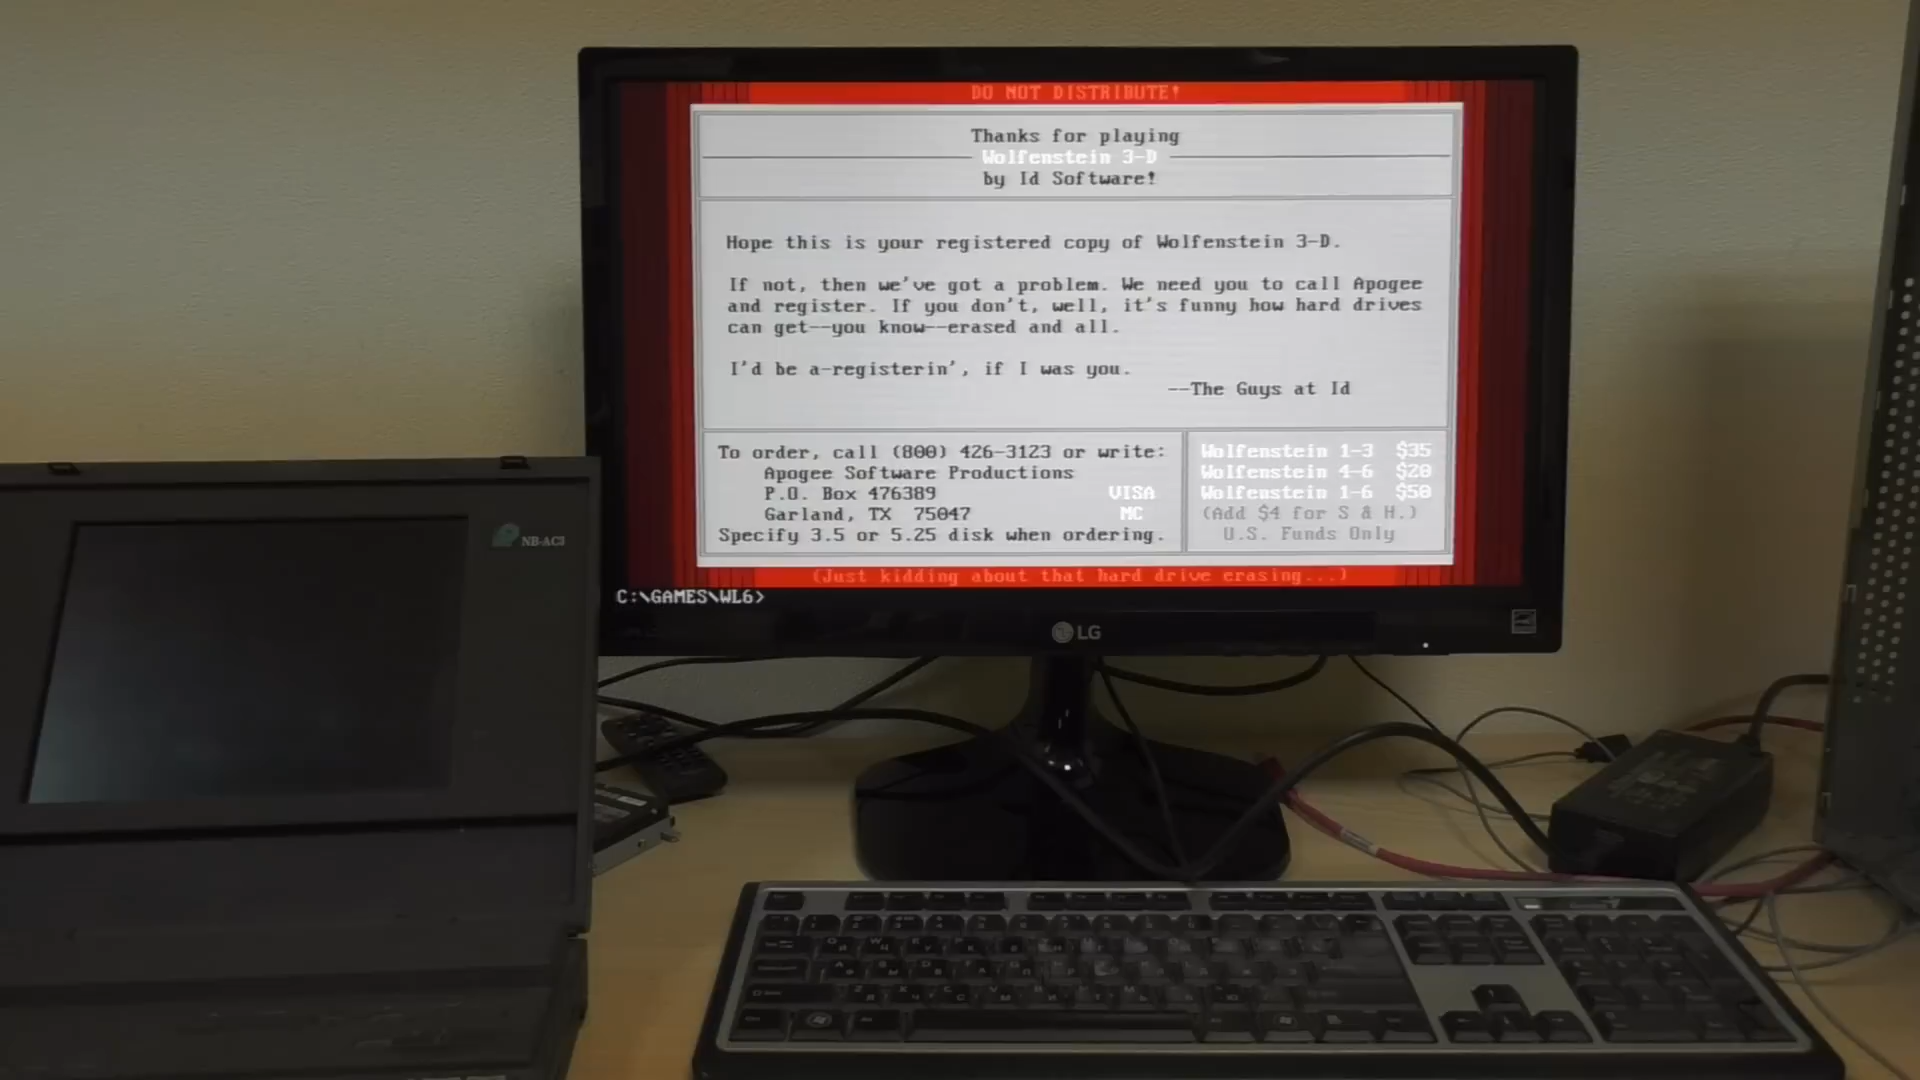 DO NOT DISTRIBUTE!
Thanks for playing
Wolfenstein 3-D
by Id Software!
Hope this is your registered copy of Wolfenstein 3-D.
If not, then we've got a problem. We need you to call Apogee
and register. If you don't, well, it's funny how hard drives
can get--you know--erased and all.
I'd be a-registerin', if I was you.
--The Guys at Id
To order, call (800) 426-3123 or write:
Apogee Software Productions
P.O. Box 476389
VISA
Garland, TX 75047
MC
Specify 3.5 or 5.25 disk when ordering.
Wolfenstein 1-3 $35
Wolfenstein 4-6 $20
Wolfenstein 1-6 $50
(Add $4 for S & H.)
U.S. Funds Only
(Just kidding about that hard drive erasing...)
C:\GAMES\WL6>
LG
NB-AC3